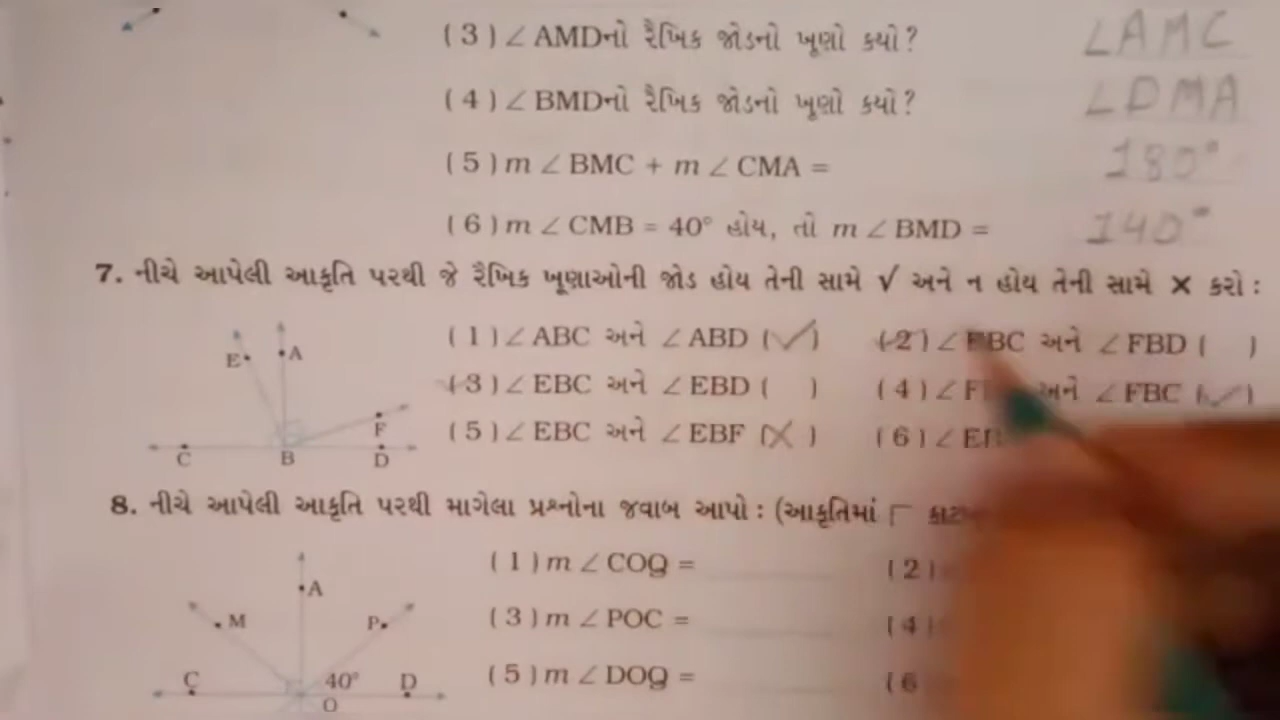 (3) ∠AMDનો રૈખિક જોડનો ખૂણો કયો? ∠AMC
(4) ∠BMDનો રૈખિક જોડનો ખૂણો કયો? ∠DMA
(5) m∠BMC + m∠CMA = 180°
(6) m∠CMB = 40° હોય, તો m∠BMD = 140°
7. નીચે આપેલી આકૃતિ પરથી જે રૈખિક ખૂણાઓની જોડ હોય તેની સામે √ અને ન હોય તેની સામે × કરો :
(1) ∠ABC અને ∠ABD (✓) (2) ∠ BC અને ∠FBD ( )
(3) ∠EBC અને ∠EBD ( ) (4) ∠F અને ∠FBC (✓)
(5) ∠EBC અને ∠EBF (X) (6) ∠EB
E A
F
C B D
8. નીચે આપેલી આકૃતિ પરથી માગેલા પ્રશ્નોના જવાબ આપો : (આકૃતિમાં
(1) m∠COQ = (2)
(3) m∠POC = (4)
(5) m∠DOQ = (6
A
M P
C 40° D
O